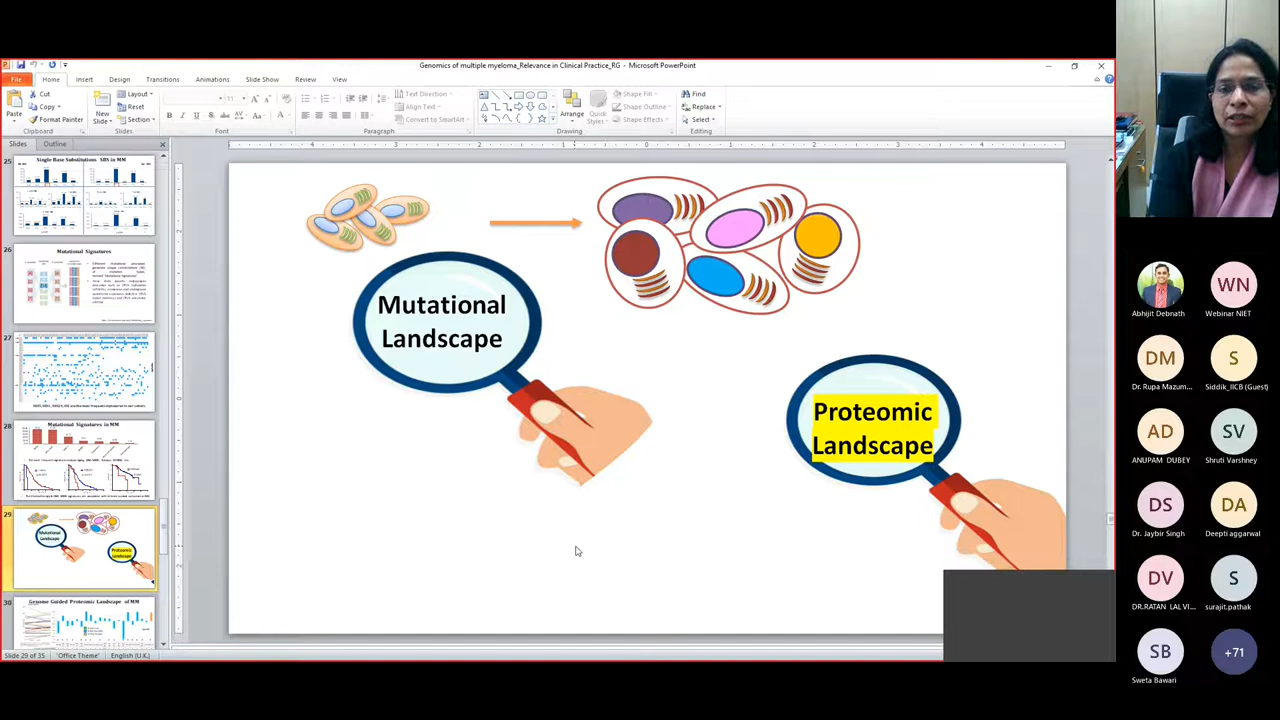 Genomics of multiple myeloma_Relevance in Clinical Practice_RG - Microsoft PowerPoint
File Home Insert Design Transitions Animations Slide Show Review View
Paste
Cut
Copy
Format Painter
Clipboard
New
Slide
Layout
Reset
Section
Slides
Font
Text Direction
Align Text
Convert to SmartArt
Paragraph
Arrange
Quick
Styles
Shape Fill
Shape Outline
Shape Effects
Drawing
Find
Replace
Select
Editing
Slides Outline
25
Single Base Substitutions SBS in MM
26
Mutational Signatures
27
28
Mutational Signatures in MM
29
Mutational
Landscape
Proteomic
Landscape
30
Genome Guided Proteomic Landscape of MM
Mutational
Landscape
Proteomic
Landscape
Slide 29 of 35 "Office Theme" English (U.K.)
Abhijit Debnath
WN
Webinar NIET
DM
Dr. Rupa Mazum...
S
Siddik_IICB (Guest)
AD
ANUPAM DUBEY
SV
Shruti Varshney
DS
Dr. Jaybir Singh
DA
Deepti aggarwal
DV
DR.RATAN LAL VI...
S
surajit.pathak
SB
Sweta Bawari
+71